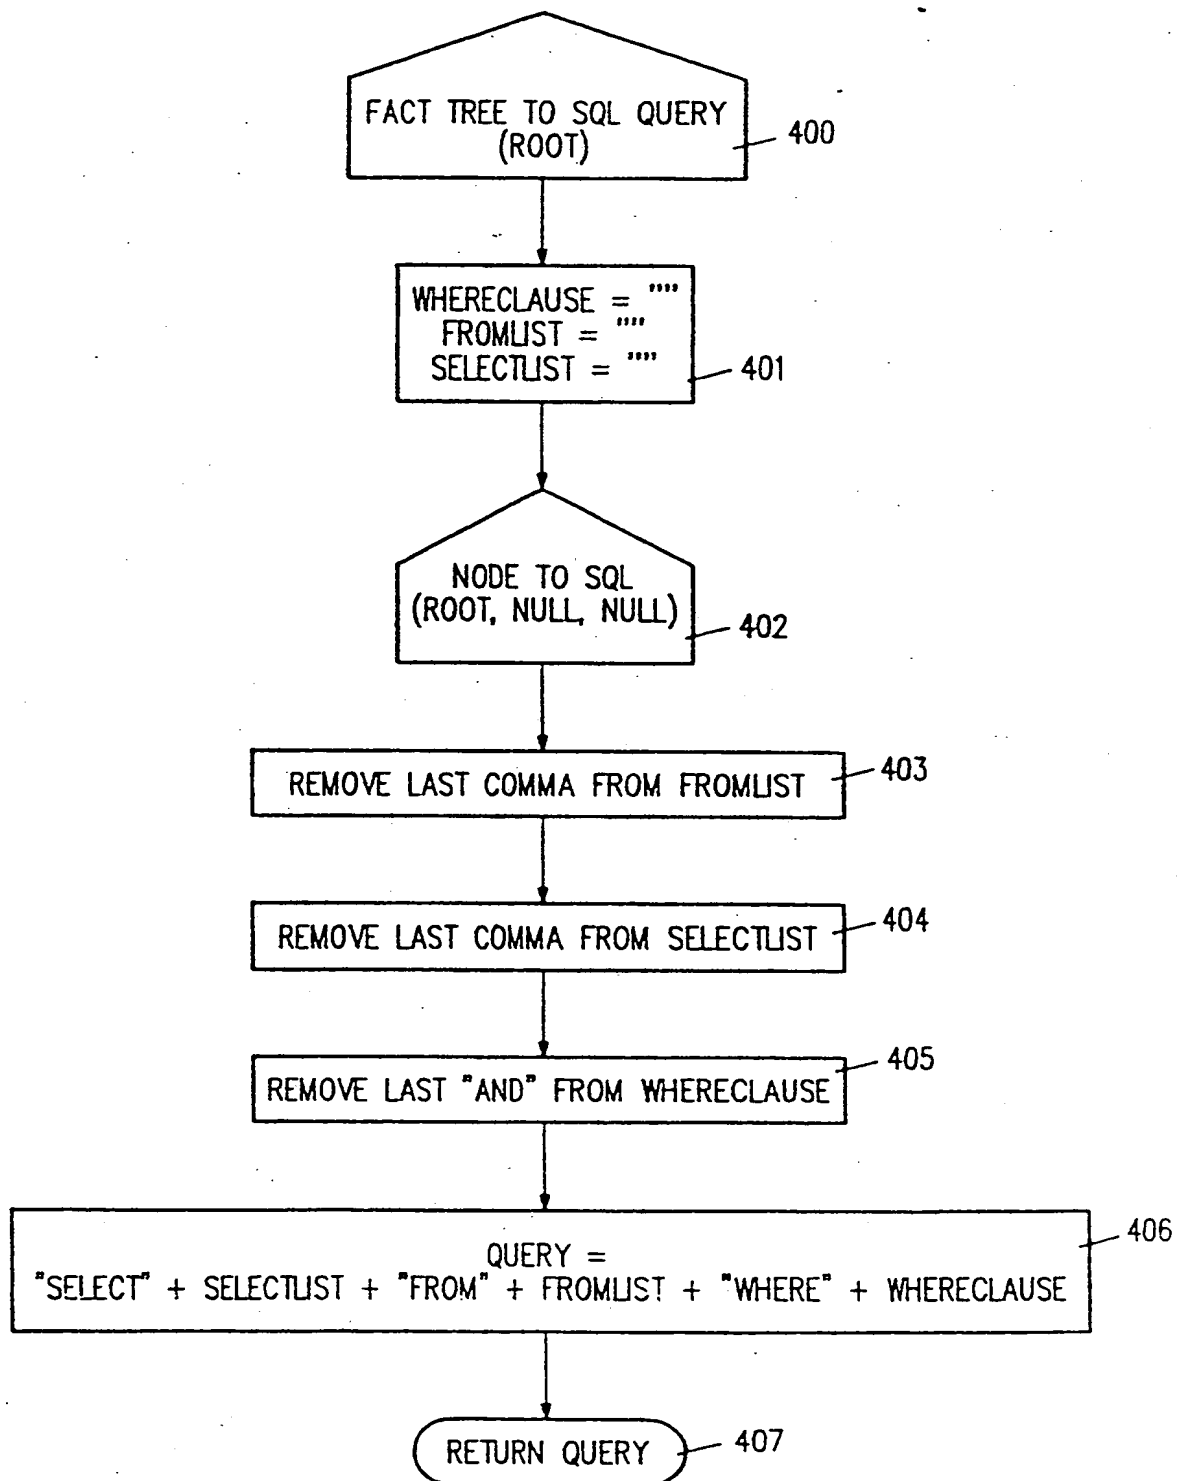 FACT TREE TO SQL QUERY
(ROOT)
400
WHERECLAUSE = ""
FROMLIST = ""
SELECTLIST = ""
401
NODE TO SQL
(ROOT, NULL, NULL)
402
REMOVE LAST COMMA FROM FROMLIST
403
REMOVE LAST COMMA FROM SELECTLIST
404
REMOVE LAST "AND" FROM WHERECLAUSE
405
QUERY =
"SELECT" + SELECTLIST + "FROM" + FROMLIST + "WHERE" + WHERECLAUSE
406
RETURN QUERY
407